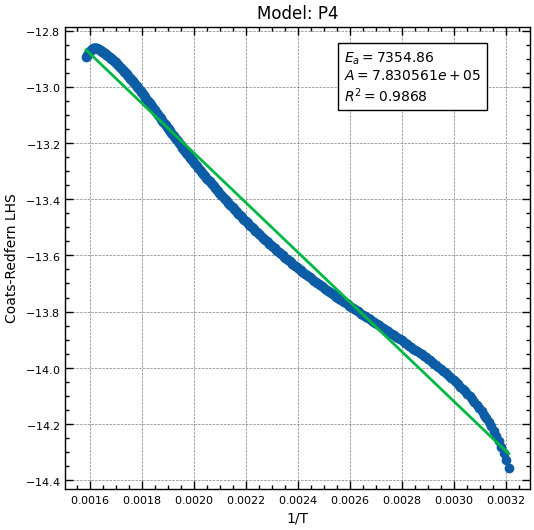 Model: P4
−12.8
−13.0
−13.2
−13.4
−13.6
−13.8
−14.0
−14.2
−14.4
Coats-Redfern LHS
E_a = 7354.86
A = 7.830561e + 05
R^2 = 0.9868
0.0016 0.0018 0.0020 0.0022 0.0024 0.0026 0.0028 0.0030 0.0032
1/T